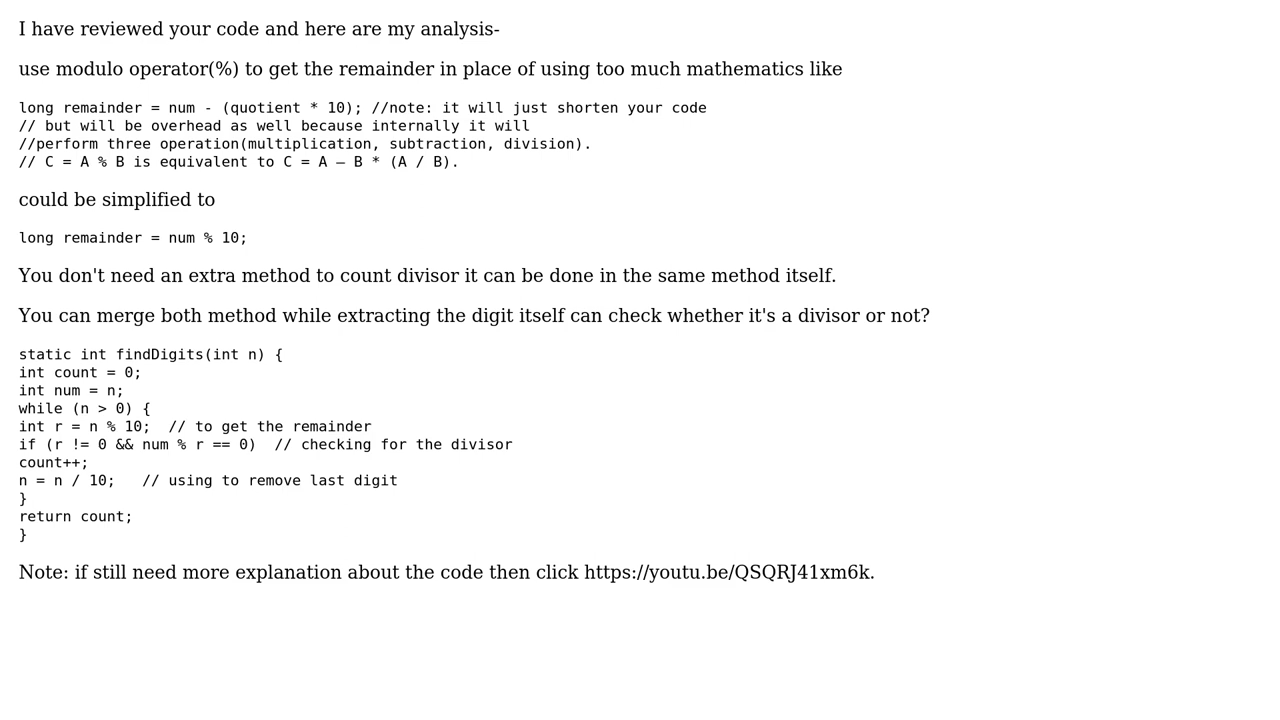 I have reviewed your code and here are my analysis-
use modulo operator(%) to get the remainder in place of using too much mathematics like
long remainder = num - (quotient * 10); //note: it will just shorten your code
// but will be overhead as well because internally it will
//perform three operation(multiplication, subtraction, division).
// C = A % B is equivalent to C = A – B * (A / B).
could be simplified to
long remainder = num % 10;
You don't need an extra method to count divisor it can be done in the same method itself.
You can merge both method while extracting the digit itself can check whether it's a divisor or not?
static int findDigits(int n) {
int count = 0;
int num = n;
while (n > 0) {
int r = n % 10;  // to get the remainder
if (r != 0 && num % r == 0)  // checking for the divisor
count++;
n = n / 10;   // using to remove last digit
}
return count;
}
Note: if still need more explanation about the code then click https://youtu.be/QSQRJ41xm6k.